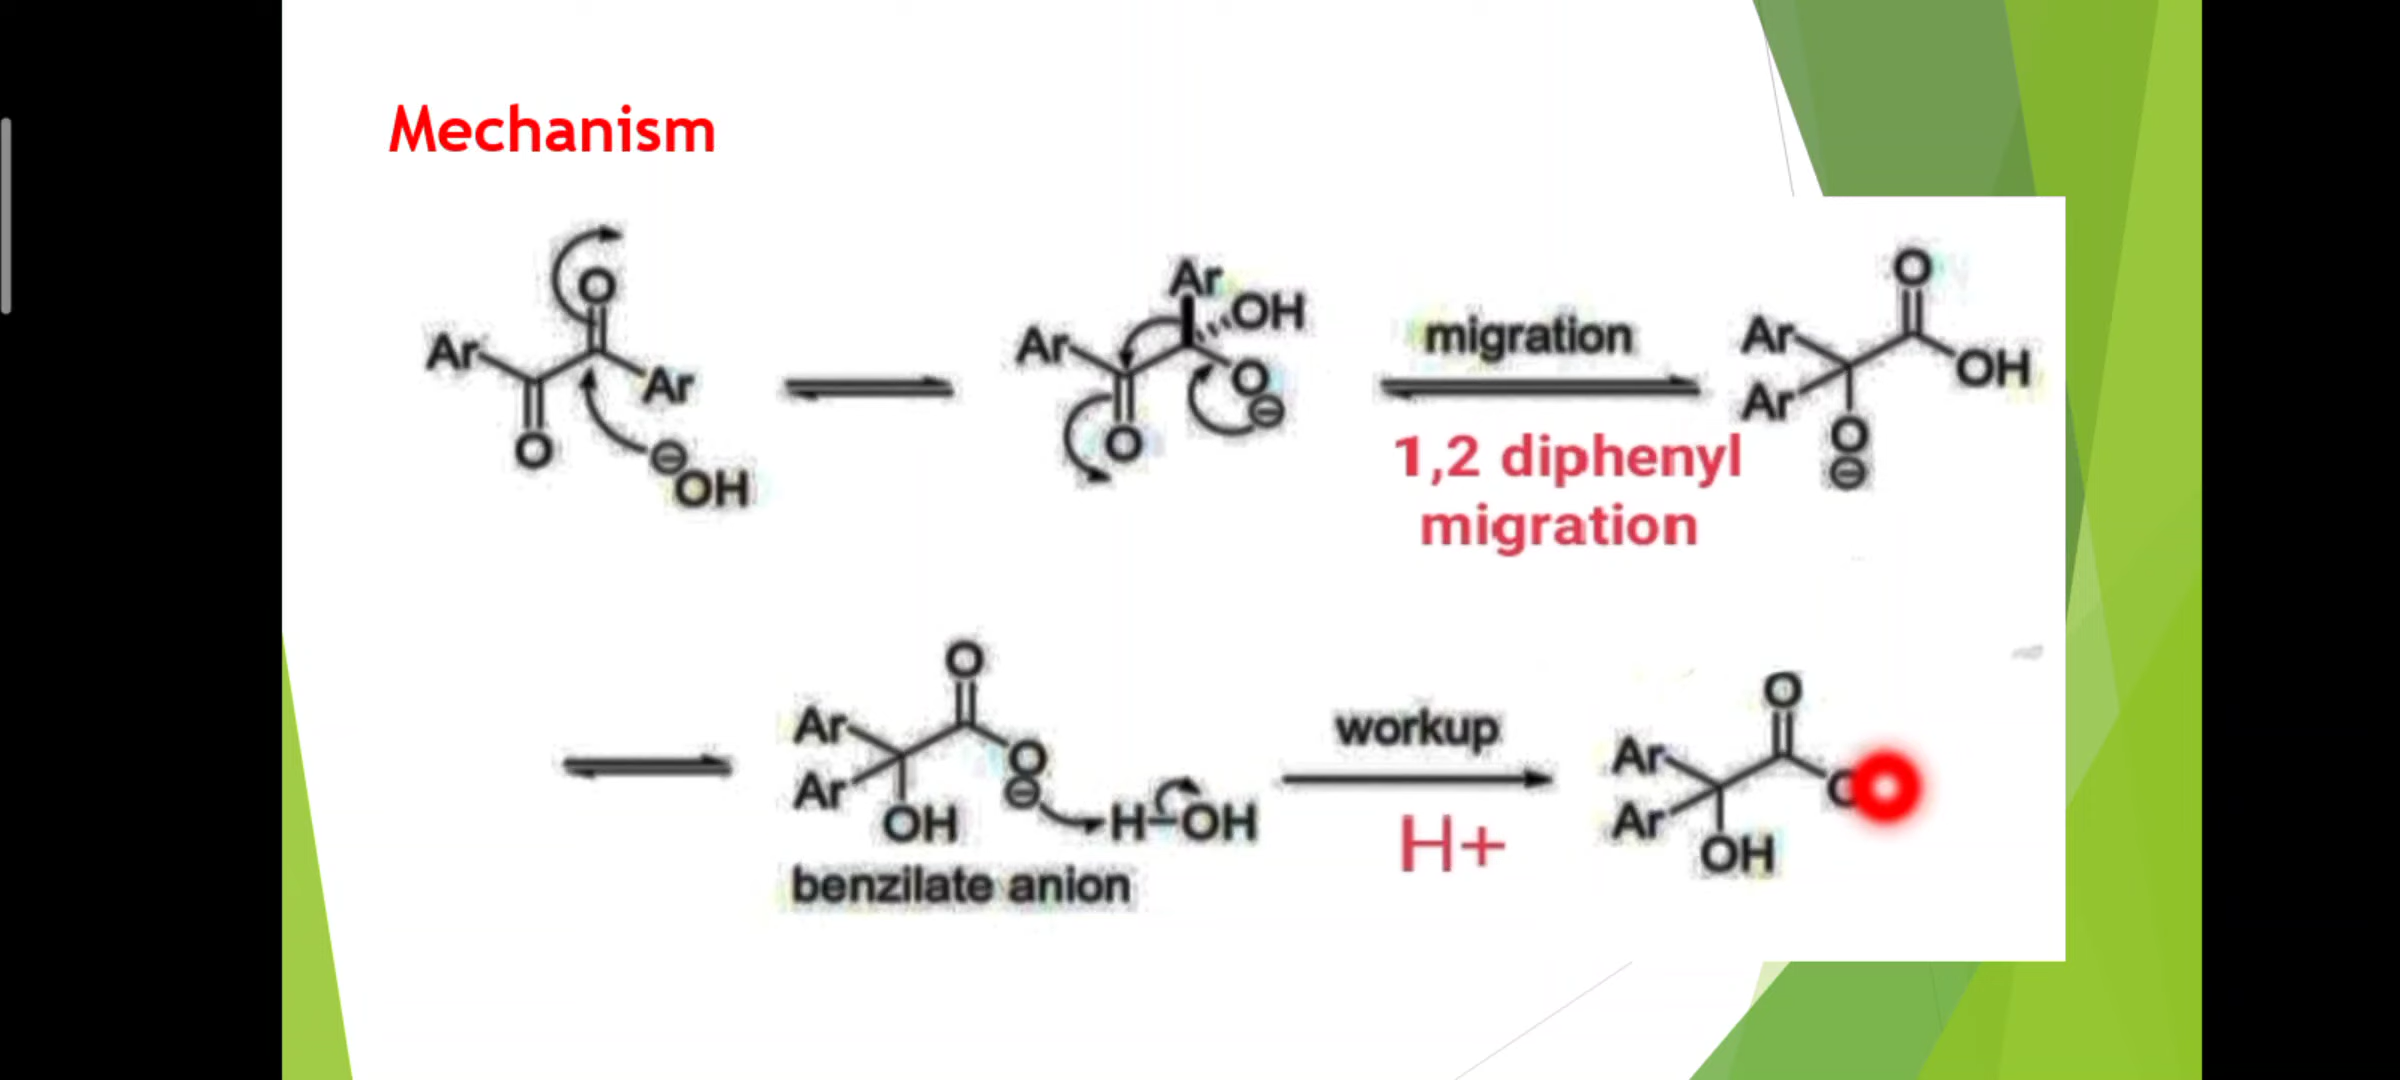 Mechanism
O
Ar
Ar
O
⊖
OH
Ar
OH
Ar
O
⊖
O
migration
1,2 diphenyl
migration
O
Ar
OH
Ar
O
⊖
O
Ar
O
⊖
Ar
OH
H-OH
benzilate anion
workup
H+
O
Ar
Ar
OH